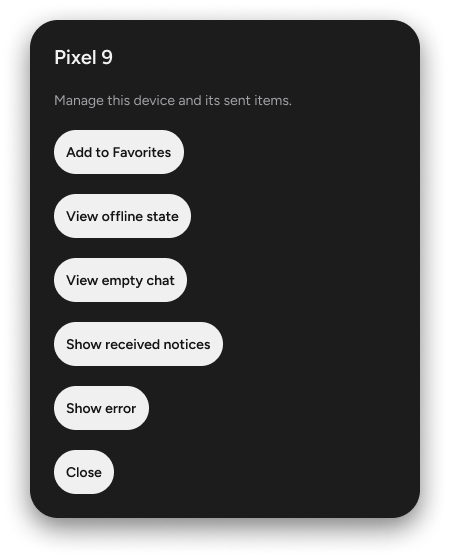 Pixel 9
Manage this device and its sent items.
Add to Favorites
View offline state
View empty chat
Show received notices
Show error
Close